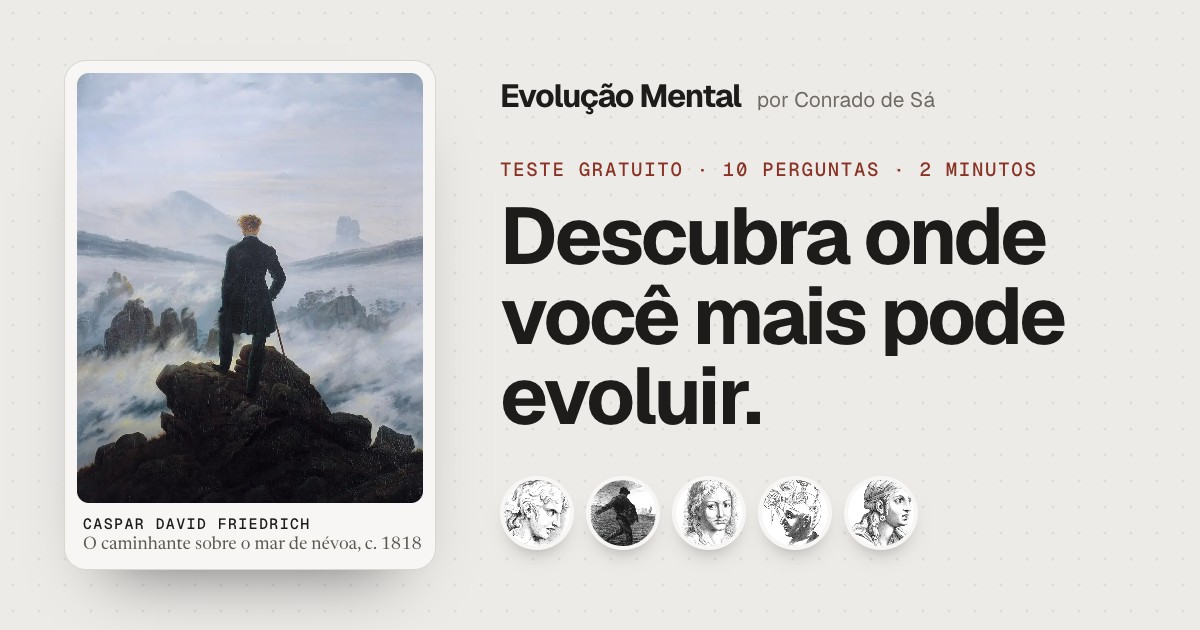 Evolução Mental por Conrado de Sá
TESTE GRATUITO · 10 PERGUNTAS · 2 MINUTOS
Descubra onde
você mais pode
evoluir.
CASPAR DAVID FRIEDRICH
O caminhante sobre o mar de névoa, c. 1818